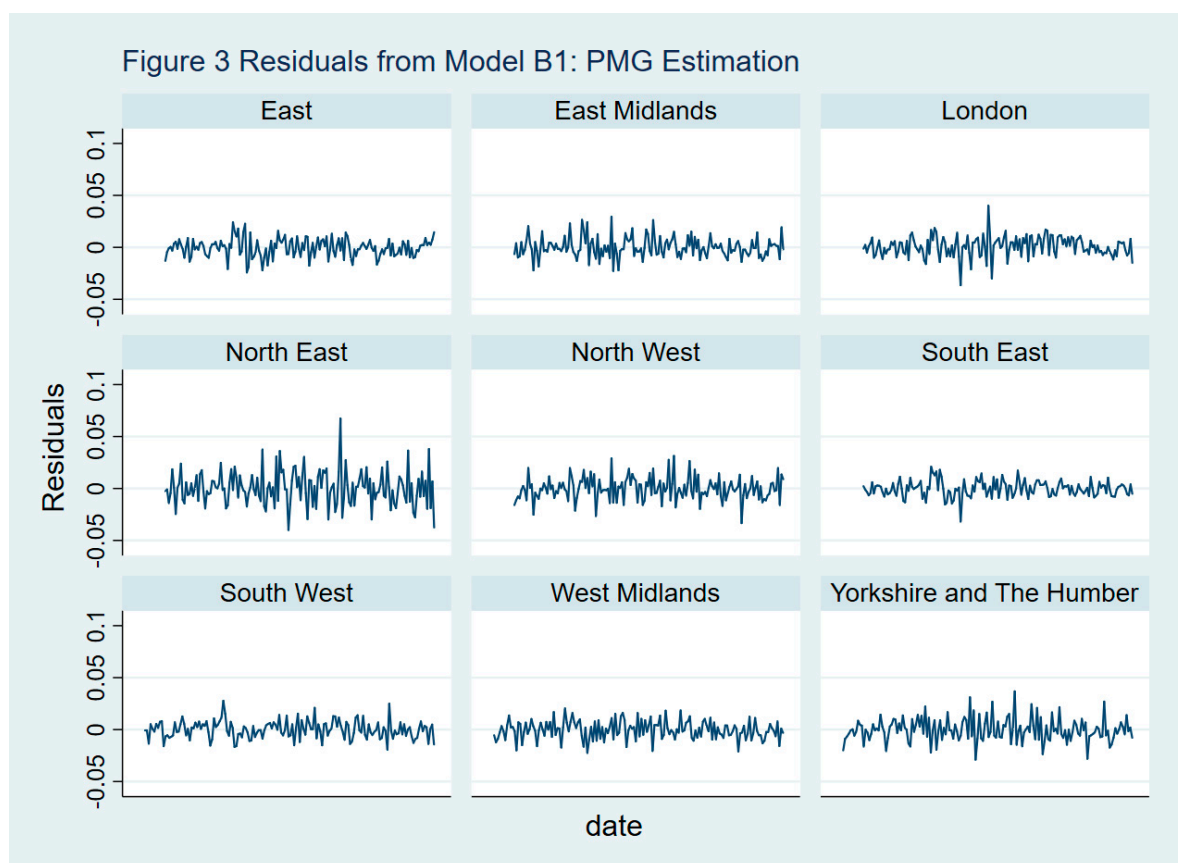 Figure 3 Residuals from Model B1: PMG Estimation
East
East Midlands
London
0.1
0.05
0
-0.05
North East
North West
South East
0.1
0.05
0
-0.05
Residuals
South West
West Midlands
Yorkshire and The Humber
0.1
0.05
0
-0.05
date